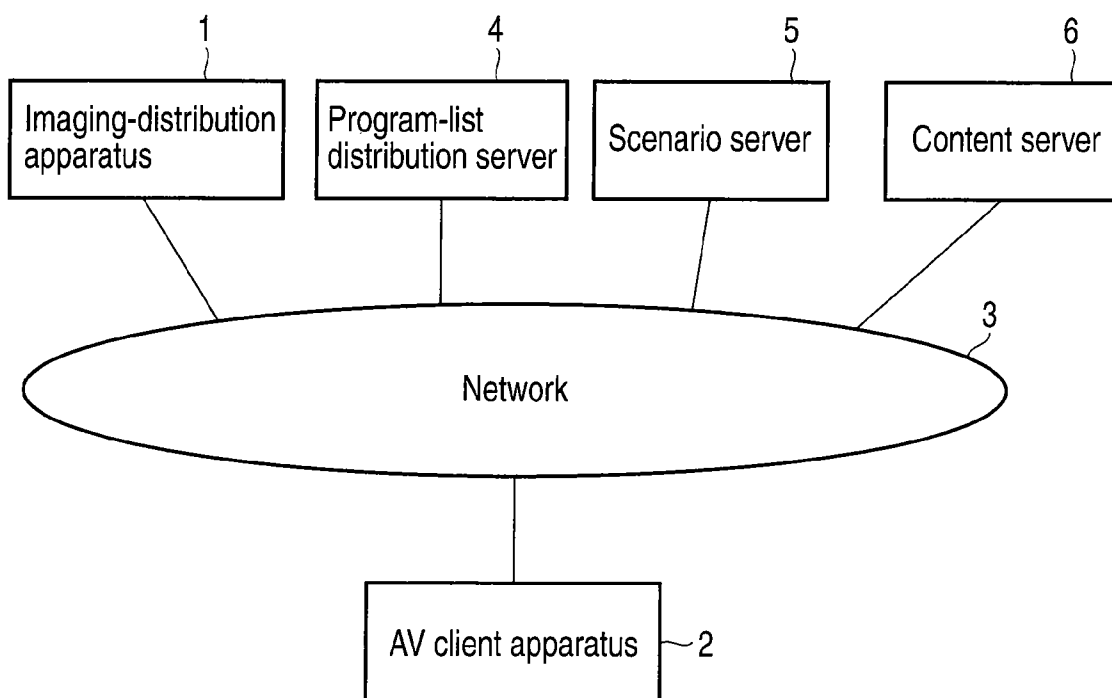 1
4
5
6
Imaging-distribution
apparatus
Program-list
distribution server
Scenario server
Content server
3
Network
AV client apparatus
2